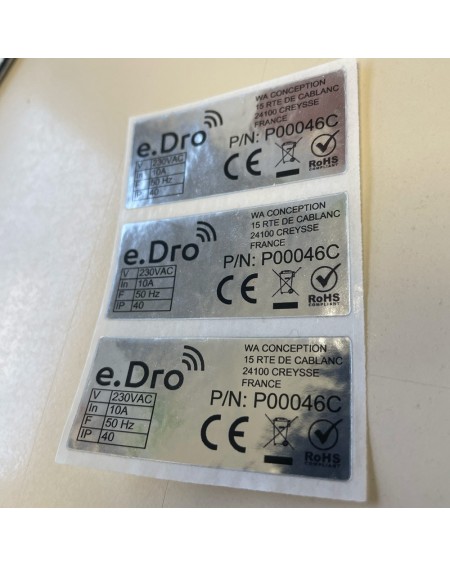 e.Dro
WA CONCEPTION
15 RTE DE CABLANC
24100 CREYSSE
FRANCE
P/N: P00046C
V 230VAC
In 10A
F 50 Hz
IP 40
CE
RoHS
COMPLIANT
e.Dro
WA CONCEPTION
15 RTE DE CABLANC
24100 CREYSSE
FRANCE
P/N: P00046C
V 230VAC
In 10A
F 50 Hz
IP 40
CE
RoHS
COMPLIANT
e.Dro
WA CONCEPTION
15 RTE DE CABLANC
24100 CREYSSE
FRANCE
P/N: P00046C
V 230VAC
In 10A
F 50 Hz
IP 40
CE
RoHS
COMPLIANT